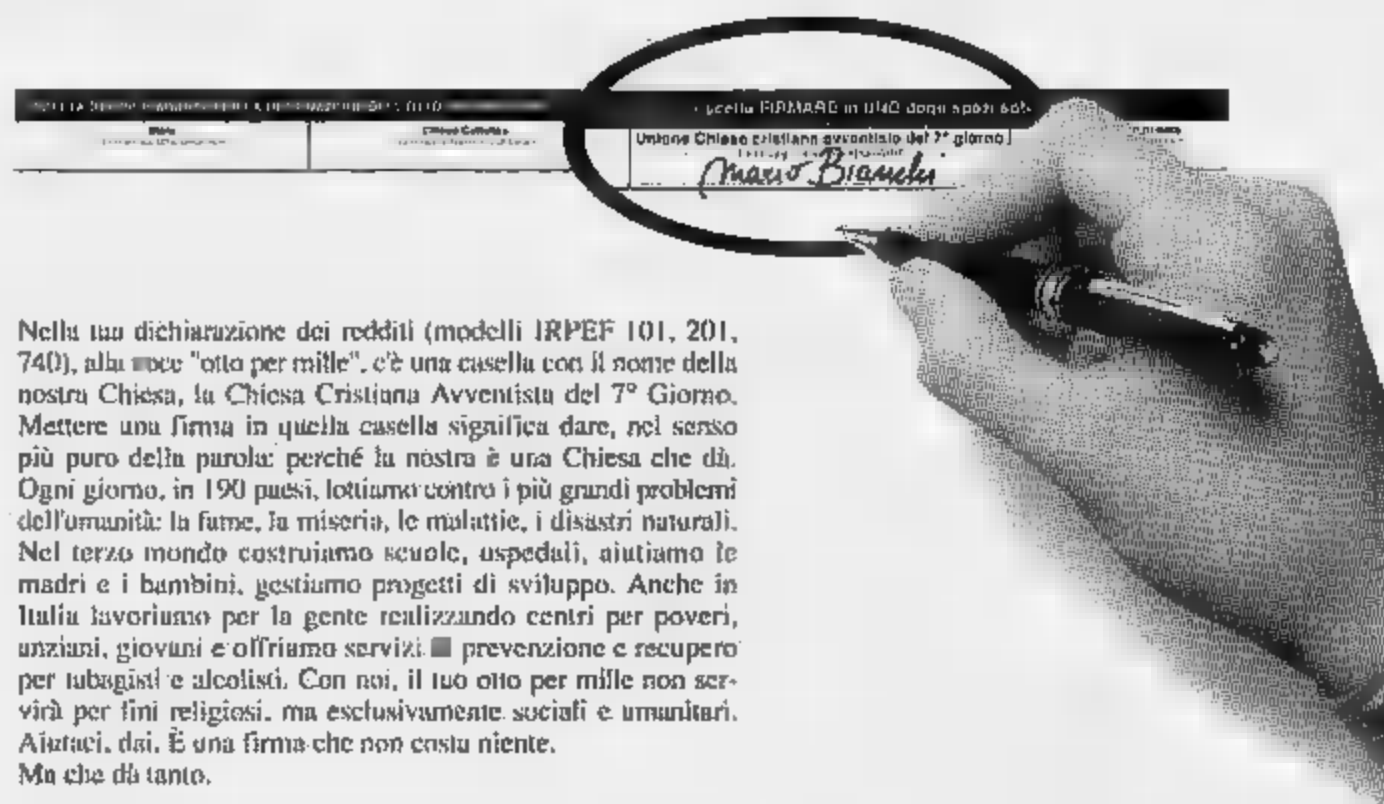 casella FIRMARE in UNO degli spazi
Unione Chiese cristiane avventiste del 7° giorno
Mario Bianchi
Nella tua dichiarazione dei redditi (modelli IRPEF 101, 201,
740), alla voce "otto per mille", c'è una casella con il nome della
nostra Chiesa, la Chiesa Cristiana Avventista del 7° Giorno.
Mettere una firma in quella casella significa dare, nel senso
più puro della parola: perché la nostra è una Chiesa che dà.
Ogni giorno, in 190 paesi, lottiamo contro i più grandi problemi
dell'umanità: la fame, la miseria, le malattie, i disastri naturali.
Nel terzo mondo costruiamo scuole, ospedali, aiutiamo le
madri e i bambini, gestiamo progetti di sviluppo. Anche in
Italia lavoriamo per la gente realizzando centri per poveri,
anziani, giovani e offriamo servizi prevenzione e recupero
per tabagisti e alcolisti. Con noi, il tuo otto per mille non ser-
virà per fini religiosi, ma esclusivamente sociali e umanitari.
Aiutaci, dai. È una firma che non costa niente.
Ma che dà tanto.